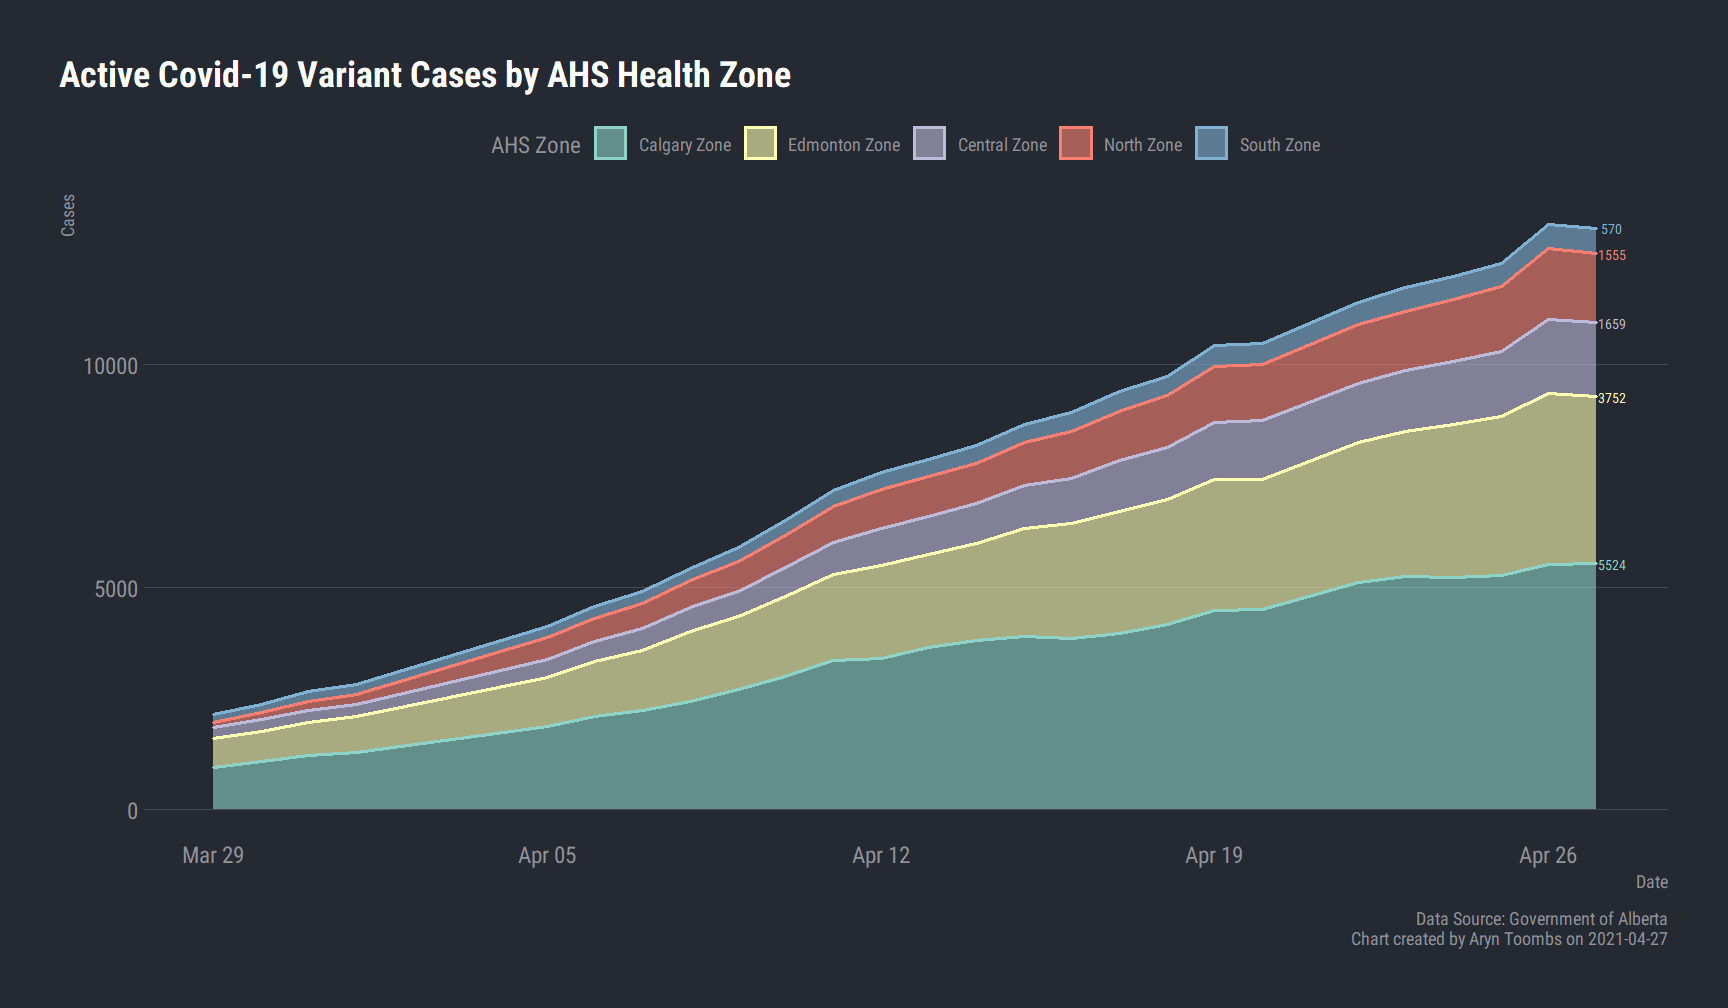 Active Covid-19 Variant Cases by AHS Health Zone
AHS Zone Calgary Zone Edmonton Zone Central Zone North Zone South Zone
Cases
570
1555
1659
10000
3752
5524
5000
0
Mar 29 Apr 05 Apr 12 Apr 19 Apr 26
Date
Data Source: Government of Alberta
Chart created by Aryn Toombs on 2021-04-27